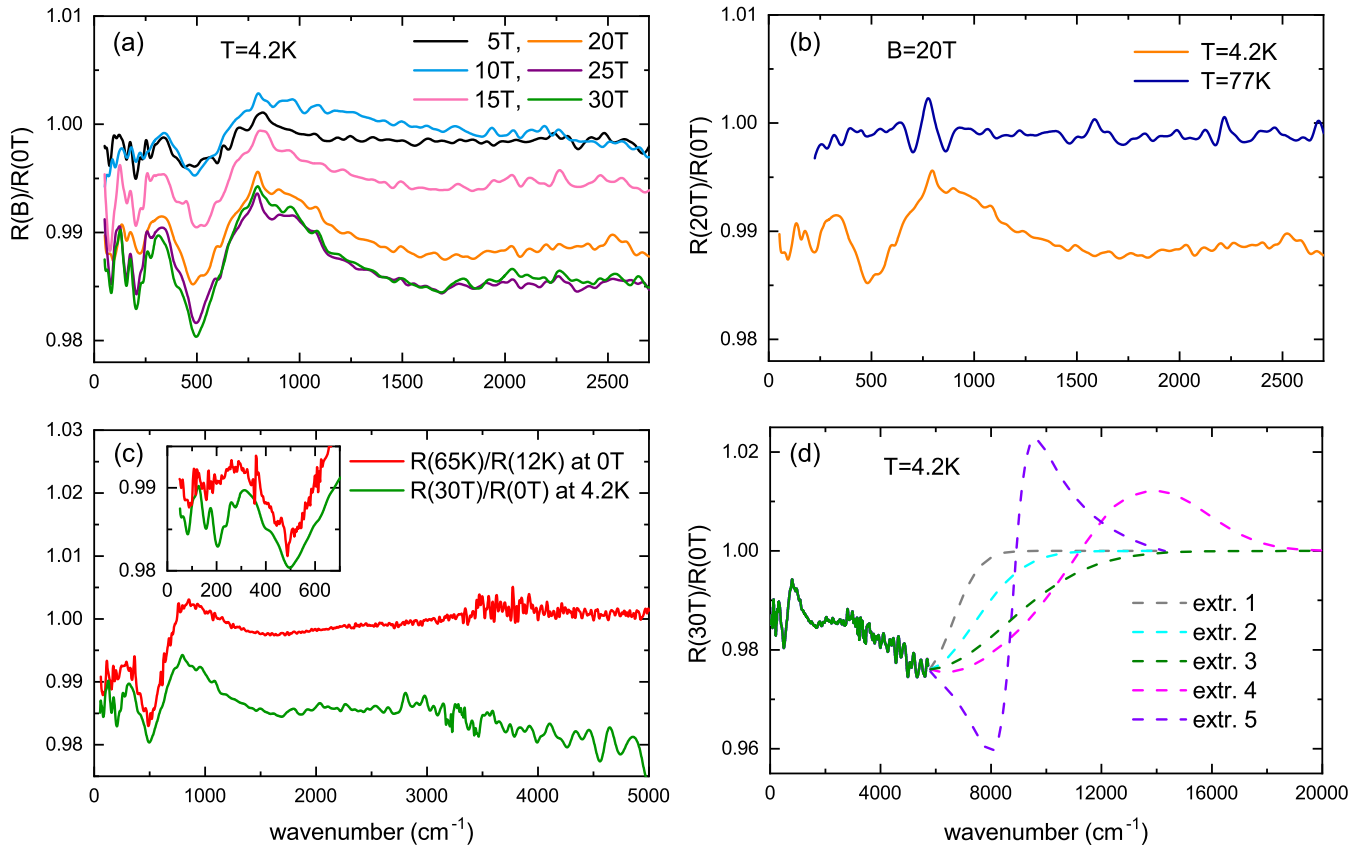 (a)
T=4.2K
5T, 20T
10T, 25T
15T, 30T
R(B)/R(0T)
1.01
1.00
0.99
0.98
0 500 1000 1500 2000 2500
(b)
B=20T
T=4.2K
T=77K
R(20T)/R(0T)
1.01
1.00
0.99
0.98
0 500 1000 1500 2000 2500
(c)
R(65K)/R(12K) at 0T
R(30T)/R(0T) at 4.2K
0.99
0.98
0 200 400 600
1.03
1.02
1.01
1.00
0.99
0.98
0 1000 2000 3000 4000 5000
wavenumber (cm⁻¹)
(d)
T=4.2K
extr. 1
extr. 2
extr. 3
extr. 4
extr. 5
R(30T)/R(0T)
1.02
1.00
0.98
0.96
0 4000 8000 12000 16000 20000
wavenumber (cm⁻¹)